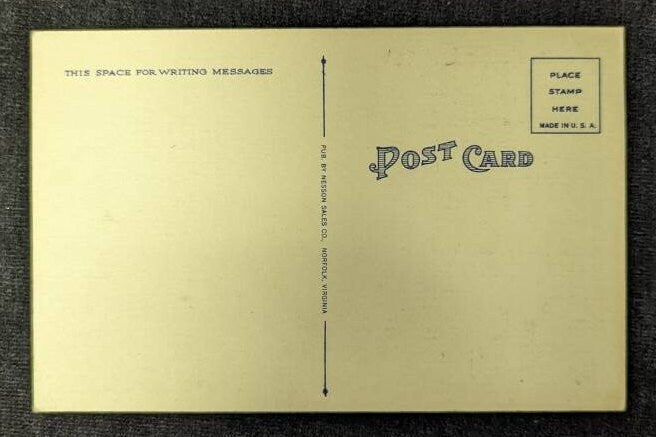 THIS SPACE FOR WRITING MESSAGES
PUB. BY NESSON SALES CO., NORFOLK, VIRGINIA
POST CARD
PLACE
STAMP
HERE
MADE IN U. S. A.